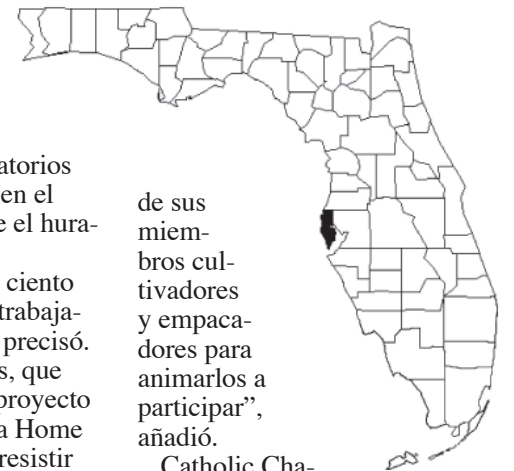 atorios
en el
e el hura-
ciento
trabaja-
precisó.
s, que
proyecto
a Home
resistir
de sus
miem-
bros cul-
tivadores
y empaca-
dores para
animarlos a
participar”,
añadió.
Catholic Cha-